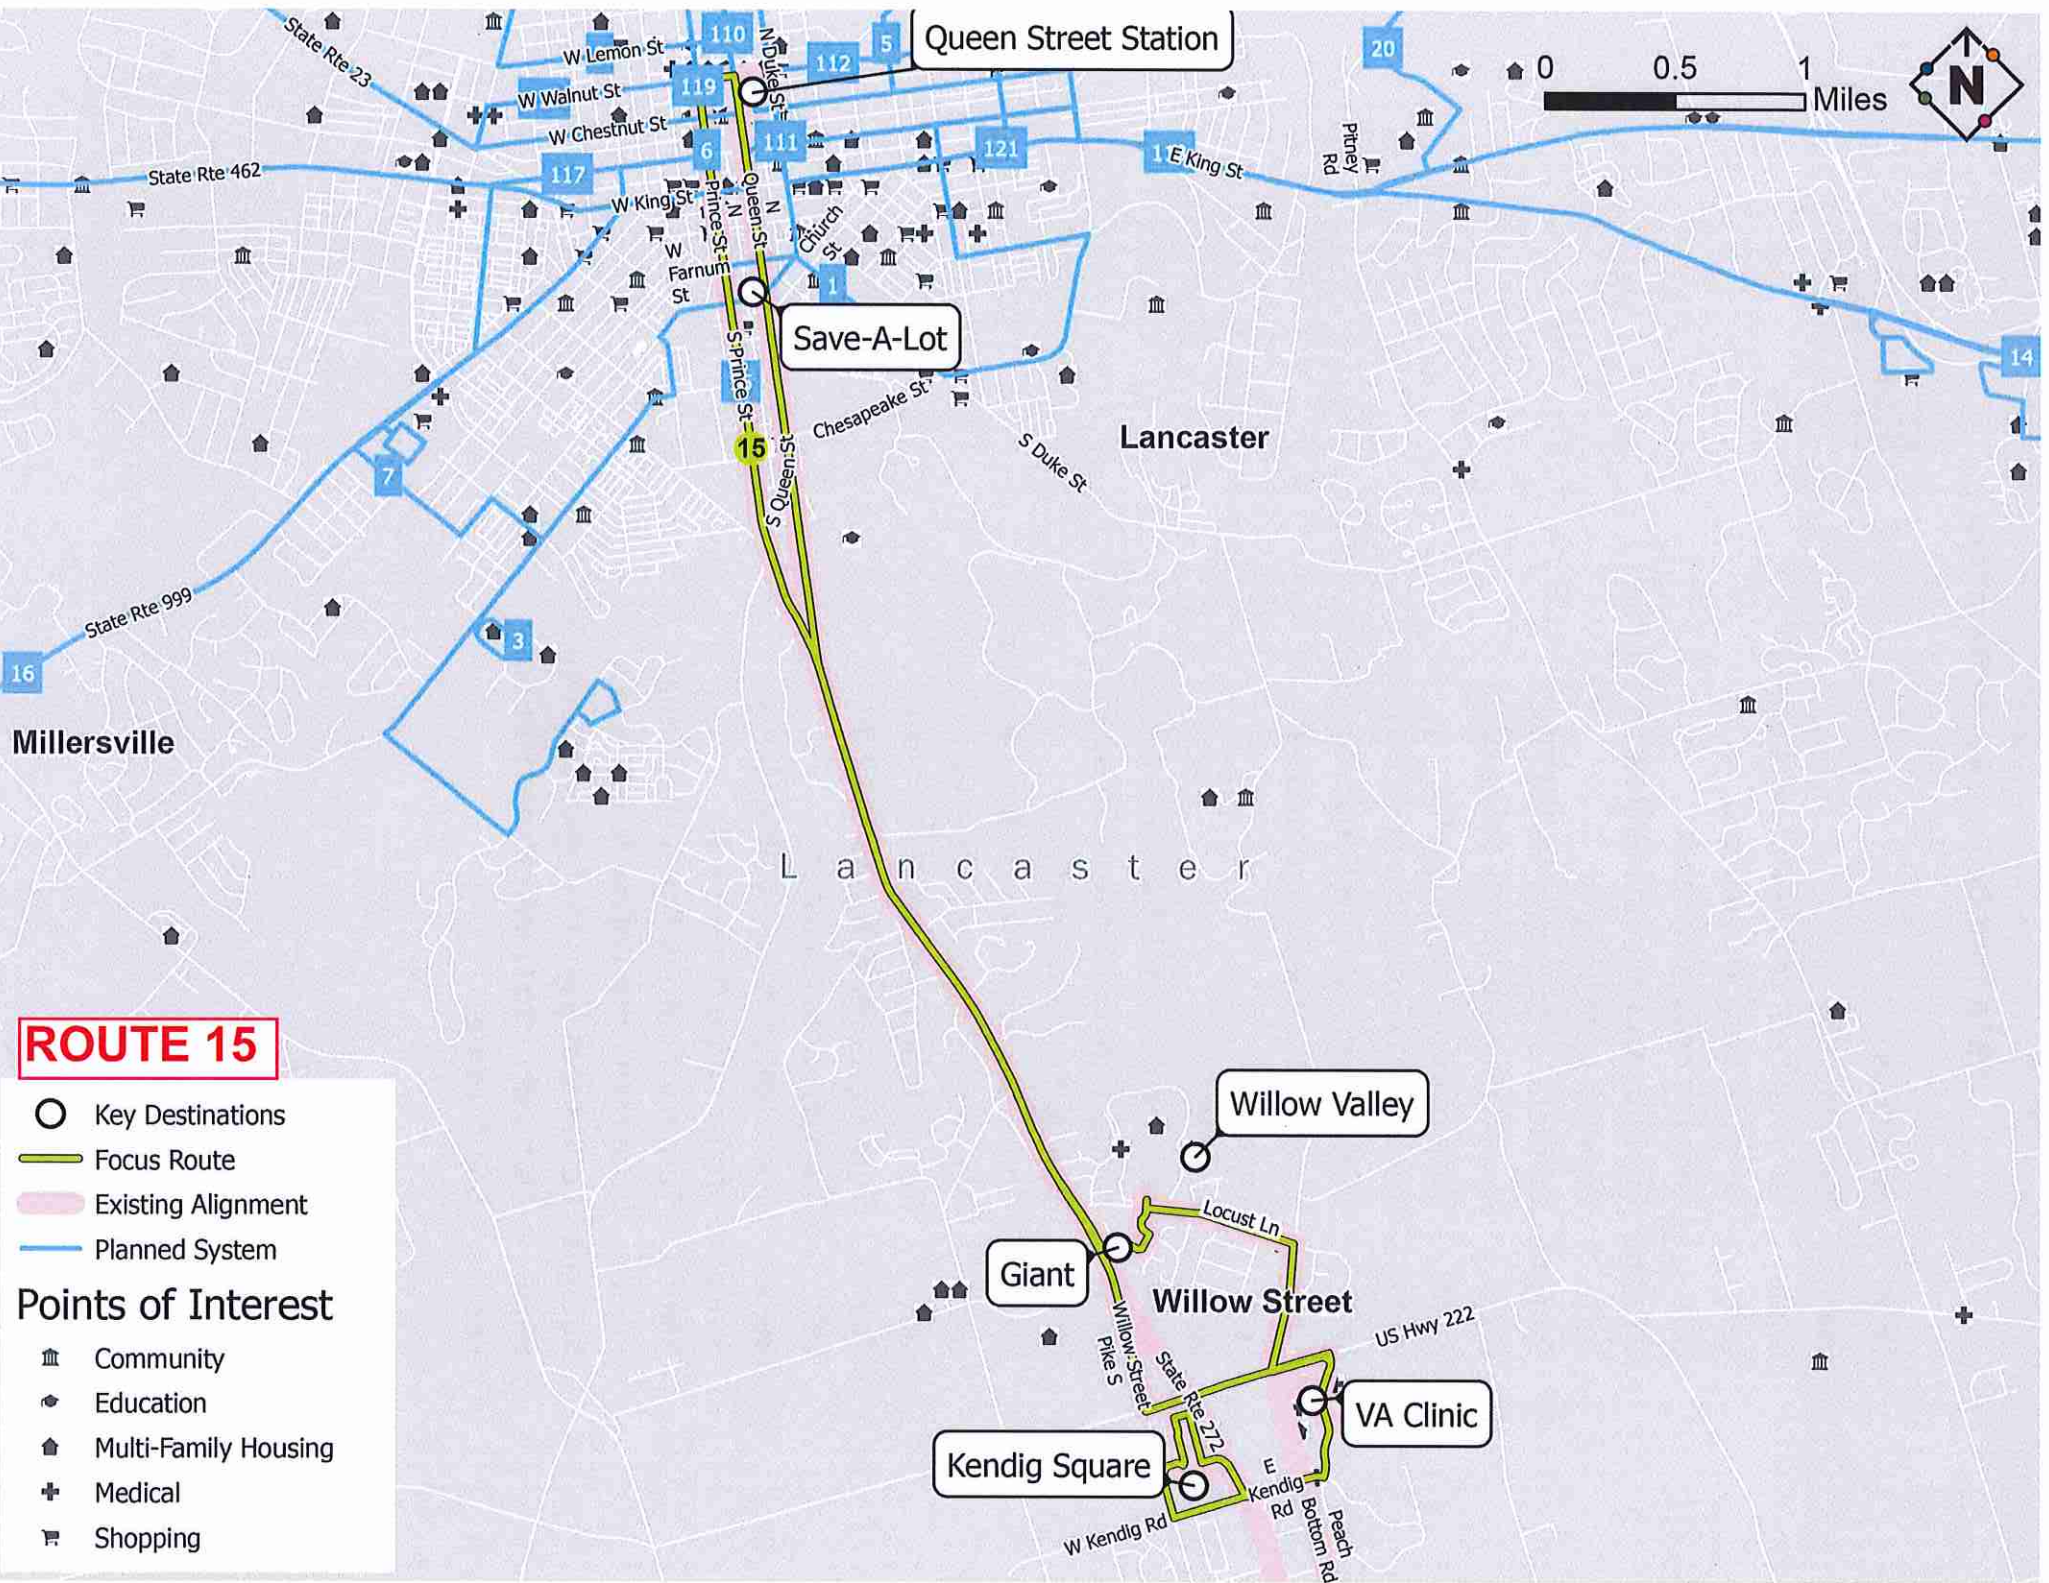 Queen Street Station
110
N Duke St
112
5
20
0
0.5
1
Miles
N
State Rte 23
W Lemon St
119
W Walnut St
W Chestnut St
6
111
121
E King St
Pitney
Rd
117
State Rte 462
W King St
Prince St
N
Queen St
N
Church
St
W
Farnum
St
1
Save-A-Lot
S Prince St
14
Chesapeake St
S Duke St
Lancaster
15
S Queen St
7
State Rte 999
3
16
Millersville
Lancaster
ROUTE 15
Key Destinations
Focus Route
Existing Alignment
Planned System
Points of Interest
Community
Education
Multi-Family Housing
Medical
Shopping
Willow Valley
Locust Ln
Giant
Willow Street
US Hwy 222
Willow Street
Pike S
State Rte 272
VA Clinic
Kendig Square
E
Kendig
Rd
W Kendig Rd
Peach
Bottom Rd